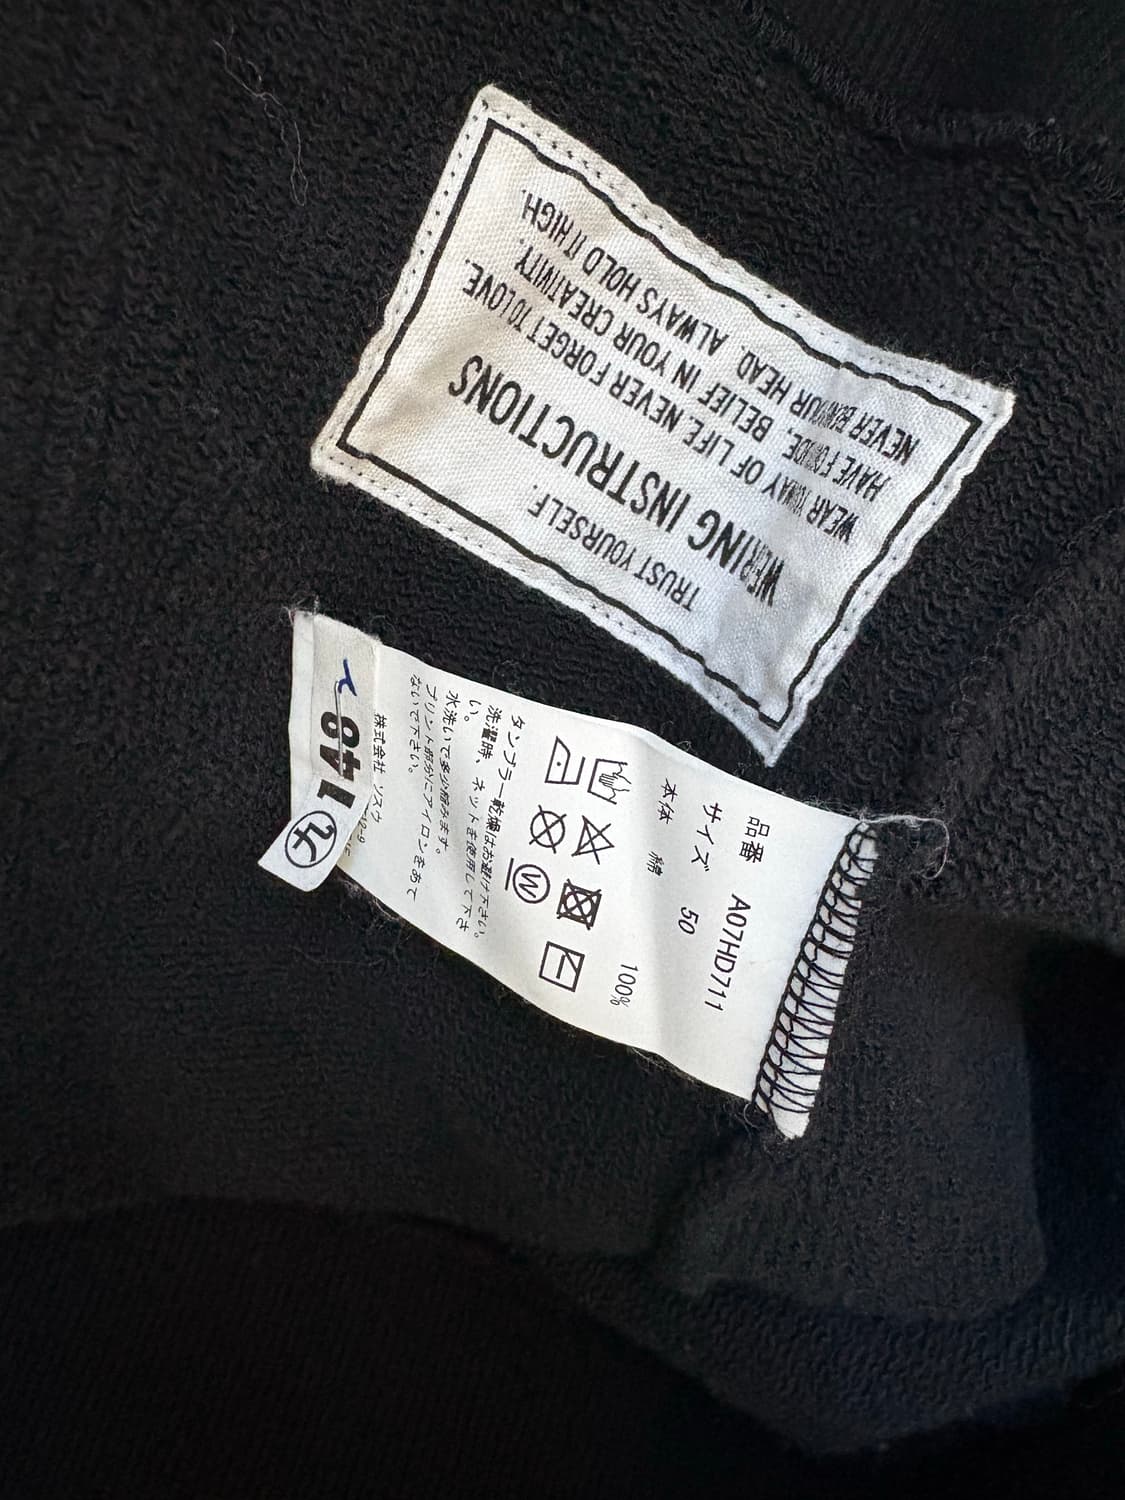 WEARING INSTRUCTIONS
TRUST YOURSELF.
WEAR YOUR WAY OF LIFE. NEVER FORGET TO LOVE.
HAVE FORTITUDE. BELIEF IN YOUR CREATIVITY.
NEVER BEND YOUR HEAD. ALWAYS HOLD IT HIGH.
品番 A07HD711
サイズ 50
本体 綿 100%
W
タンブラー乾燥はお避け下さい。
洗濯時、ネットを使用して下さ
い。
水洗いで多少縮みます。
プリント部分にアイロンをあて
ないで下さい。
株式会社 ソスウ
148